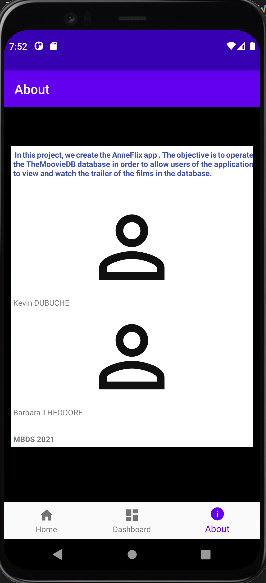 7:52
About
In this project, we create the AnneFlix app. The objective is to operate
the TheMoovieDB database in order to allow users of the application
to view and watch the trailer of the films in the database.
Kevin DUBUCHE
Barbara THEODORE
MBDS 2021
Home Dashboard About